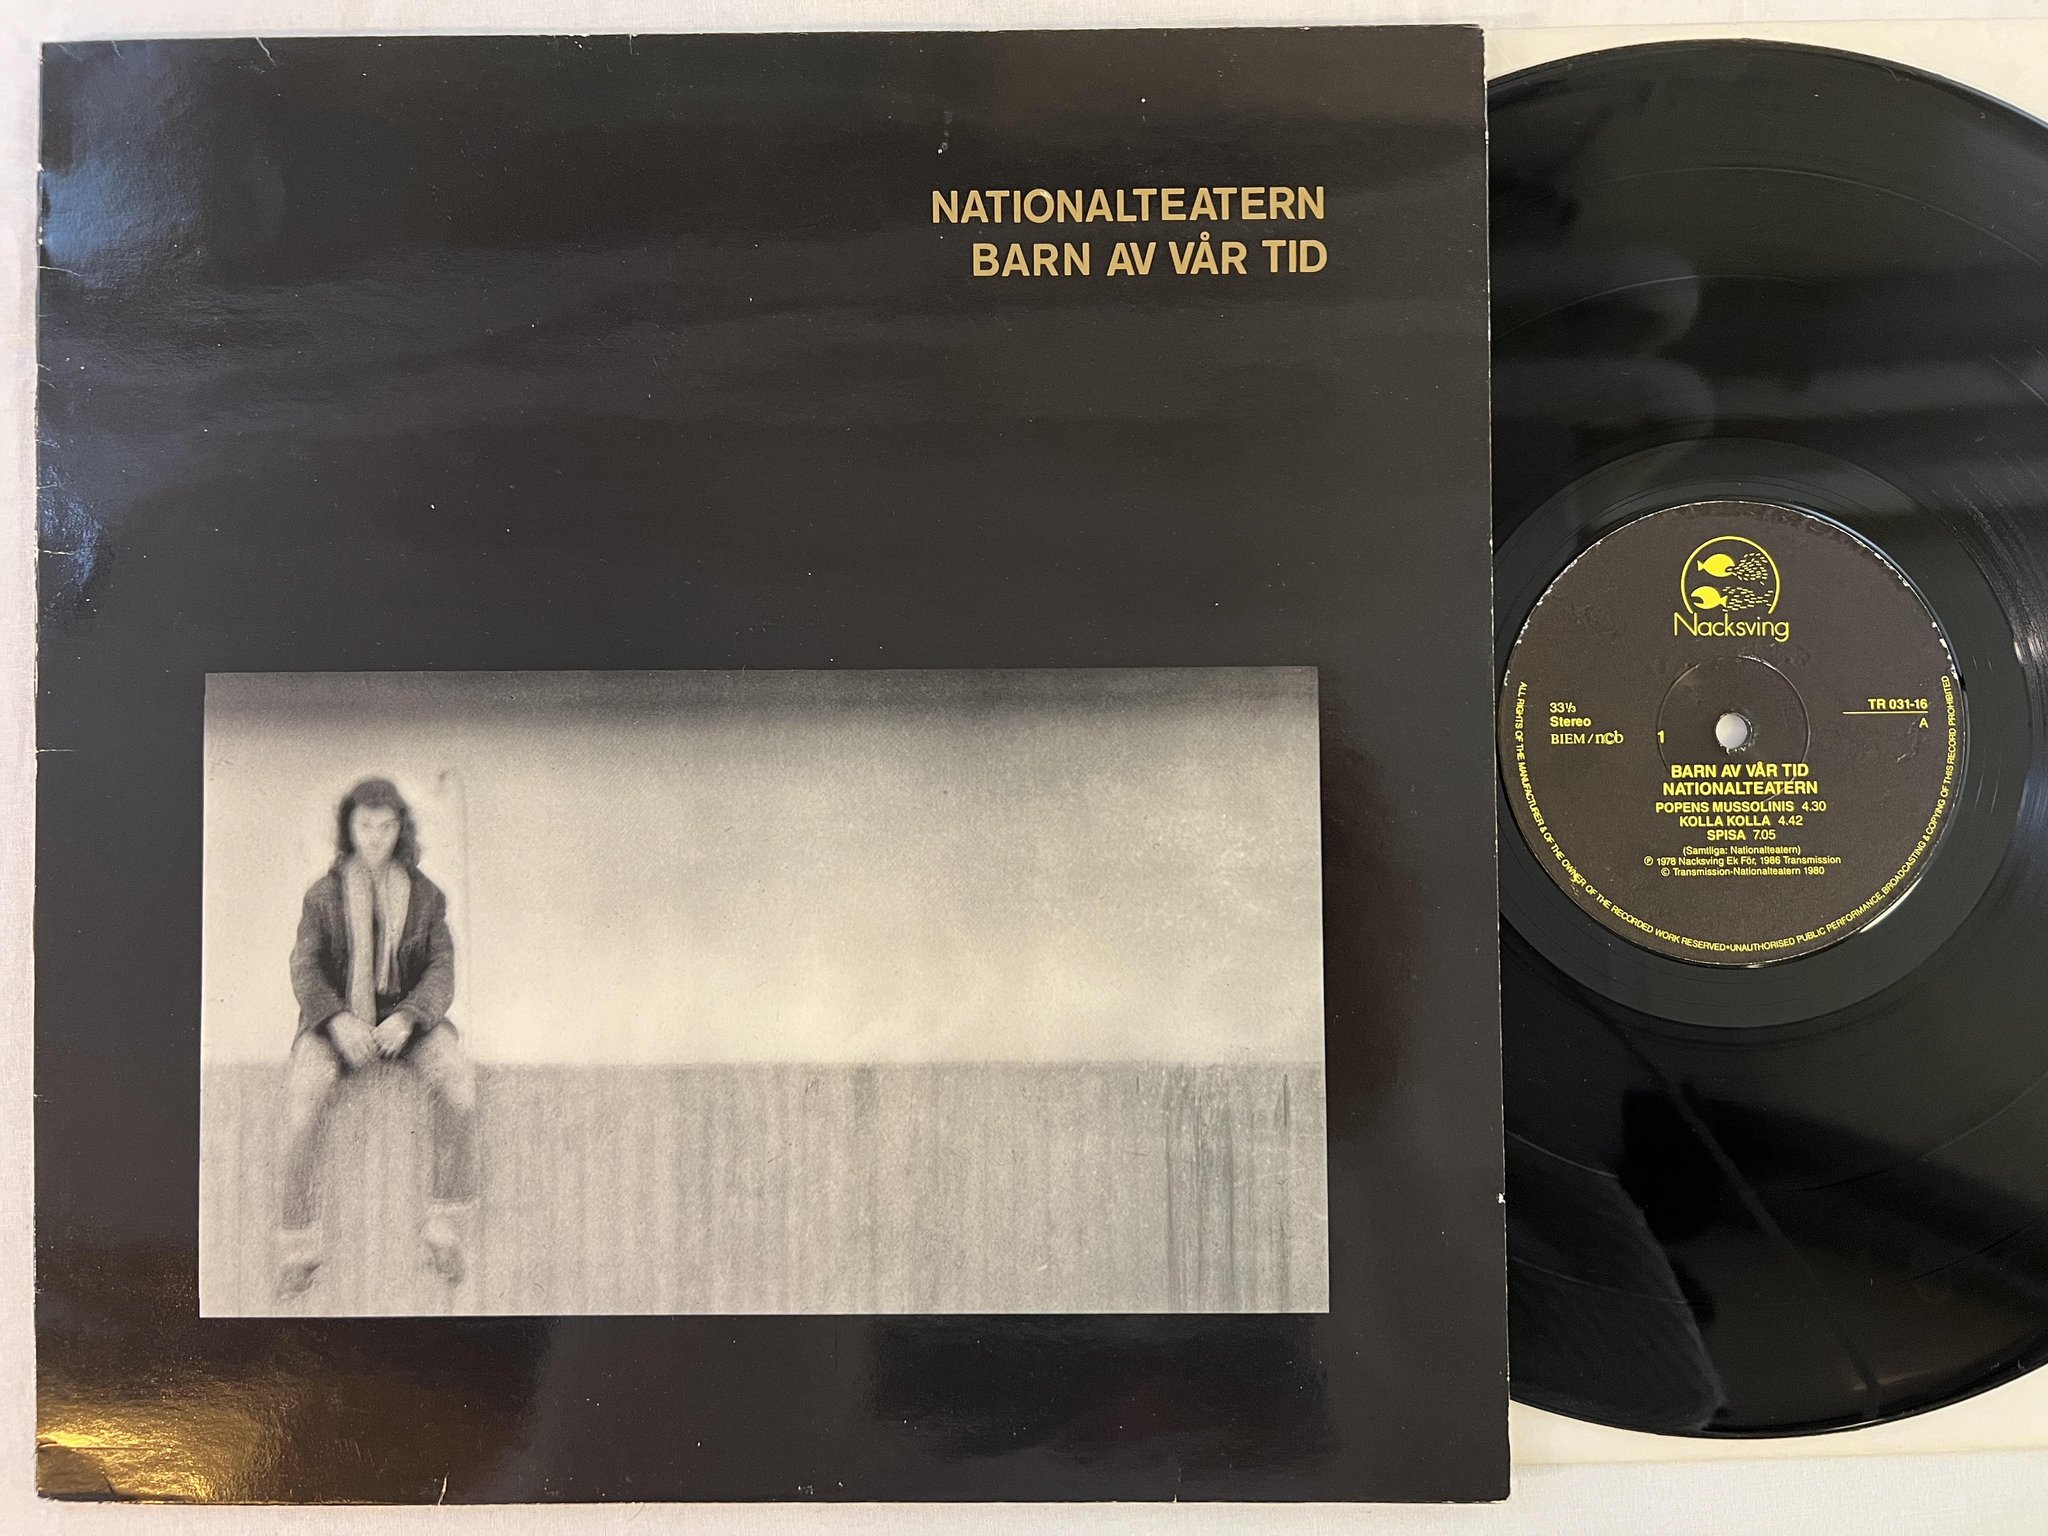 NATIONALTEATERN
BARN AV VÅR TID
Nacksving
33⅓
Stereo
BIEM/ncb
1
TR 031-16
A
BARN AV VÅR TID
NATIONALTEATERN
POPENS MUSSOLINIS 4.30
KOLLA KOLLA 4.42
SPISA 7.05
(Samtliga: Nationalteatern)
℗ 1978 Nacksving Ek För, 1986 Transmission
© Transmission-Nationalteatern 1980
ALL RIGHTS OF THE MANUFACTURER & OF THE OWNER OF THE RECORDED WORK RESERVED•UNAUTHORISED PUBLIC PERFORMANCE, BROADCASTING & COPYING OF THIS RECORD PROHIBITED